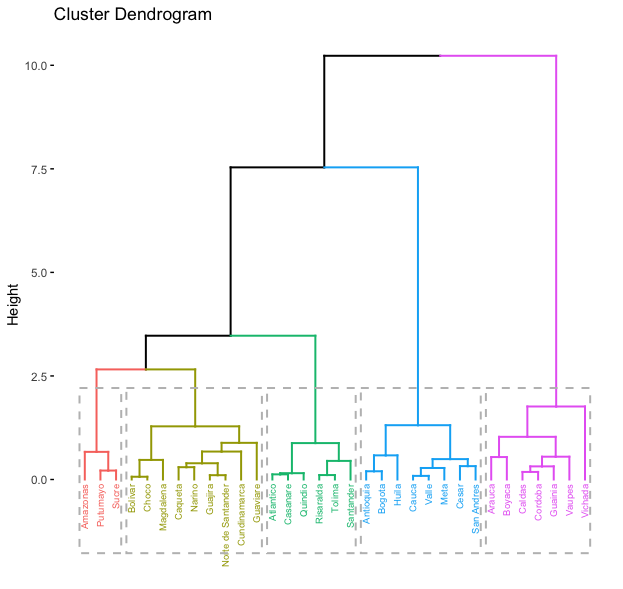 Cluster Dendrogram
Height
10.0
7.5
5.0
2.5
0.0
Amazonas
Putumayo
Sucre
Bolivar
Choco
Magdalena
Caqueta
Narino
Guajira
Norte de Santander
Cundinamarca
Guaviare
Atlantico
Casanare
Quindio
Risaralda
Tolima
Santander
Antioquia
Bogota
Huila
Cauca
Valle
Meta
Cesar
San Andres
Arauca
Boyaca
Caldas
Cordoba
Guainia
Vaupes
Vichada